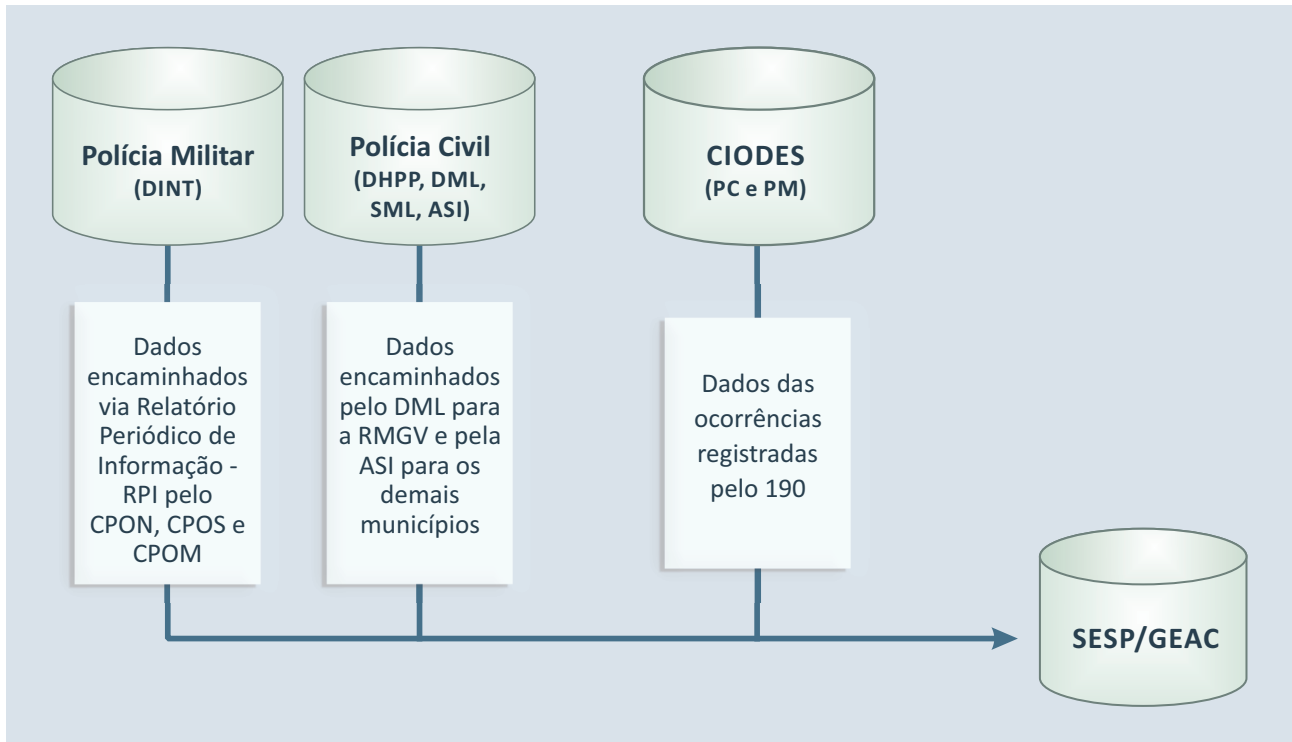 Polícia Militar
(DINT)
Dados
encaminhados
via Relatório
Periódico de
Informação -
RPI pelo
CPON, CPOS e
CPOM
Polícia Civil
(DHPP, DML,
SML, ASI)
Dados
encaminhados
pelo DML para
a RMGV e pela
ASI para os
demais
municípios
CIODES
(PC e PM)
Dados das
ocorrências
registradas
pelo 190
SESP/GEAC